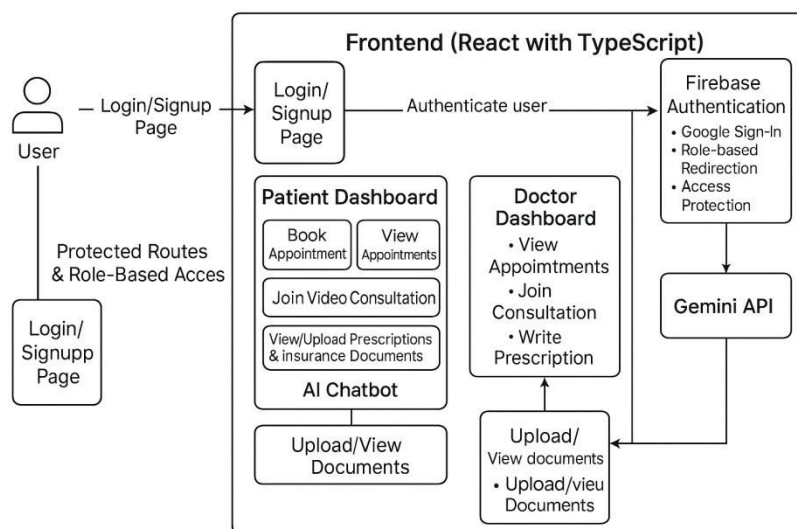 Frontend (React with TypeScript)
User
Login/Signup
Page
Login/
Signup
Page
Authenticate user
Firebase
Authentication
• Google Sign-In
• Role-based
Redirection
• Access
Protection
Protected Routes
& Role-Based Acces
Login/
Signupp
Page
Patient Dashboard
Book
Appointment
View
Appointments
Join Video Consultation
View/Upload Prescriptions
& insurance Documents
AI Chatbot
Upload/View
Documents
Doctor
Dashboard
• View
Appoimtments
• Join
Consultation
• Write
Prescription
Gemini API
Upload/
View documents
• Upload/vieu
Documents